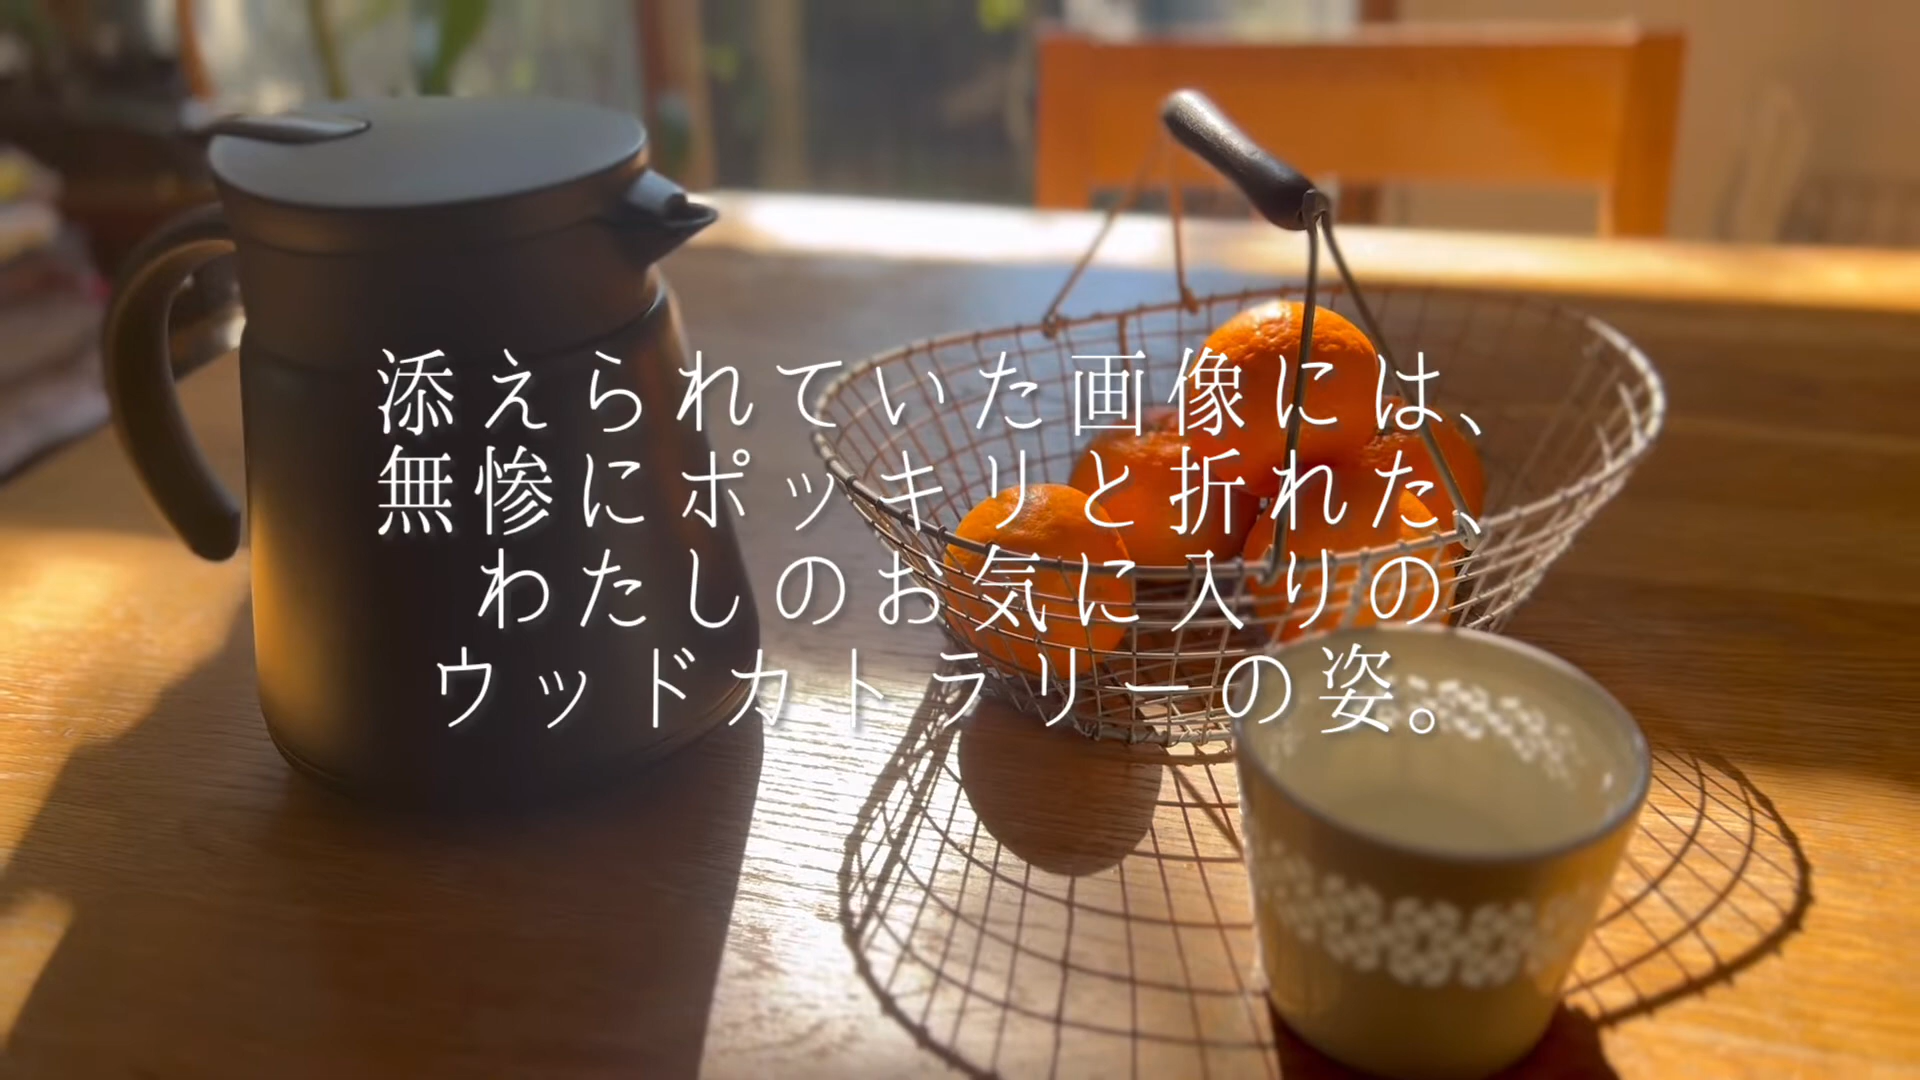 添えられていた画像には、
無惨にポッキリと折れた、
わたしのお気に入りの
ウッドカトラリーの姿。